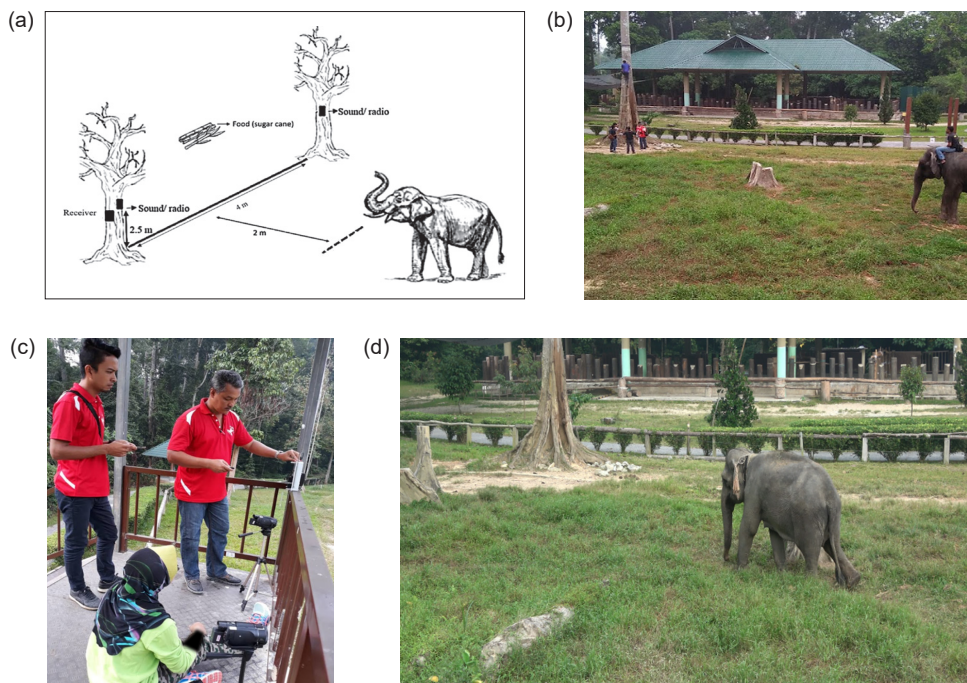 (a)
Sound/ radio
Food (sugar cane)
Receiver
Sound/ radio
2.5 m
4 m
2 m
(b)
(c)
(d)